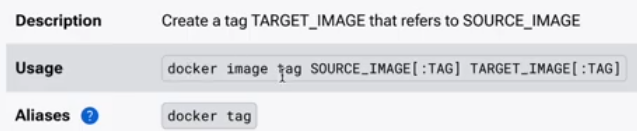 Description Create a tag TARGET_IMAGE that refers to SOURCE_IMAGE
Usage docker image tag SOURCE_IMAGE[:TAG] TARGET_IMAGE[:TAG]
Aliases ? docker tag